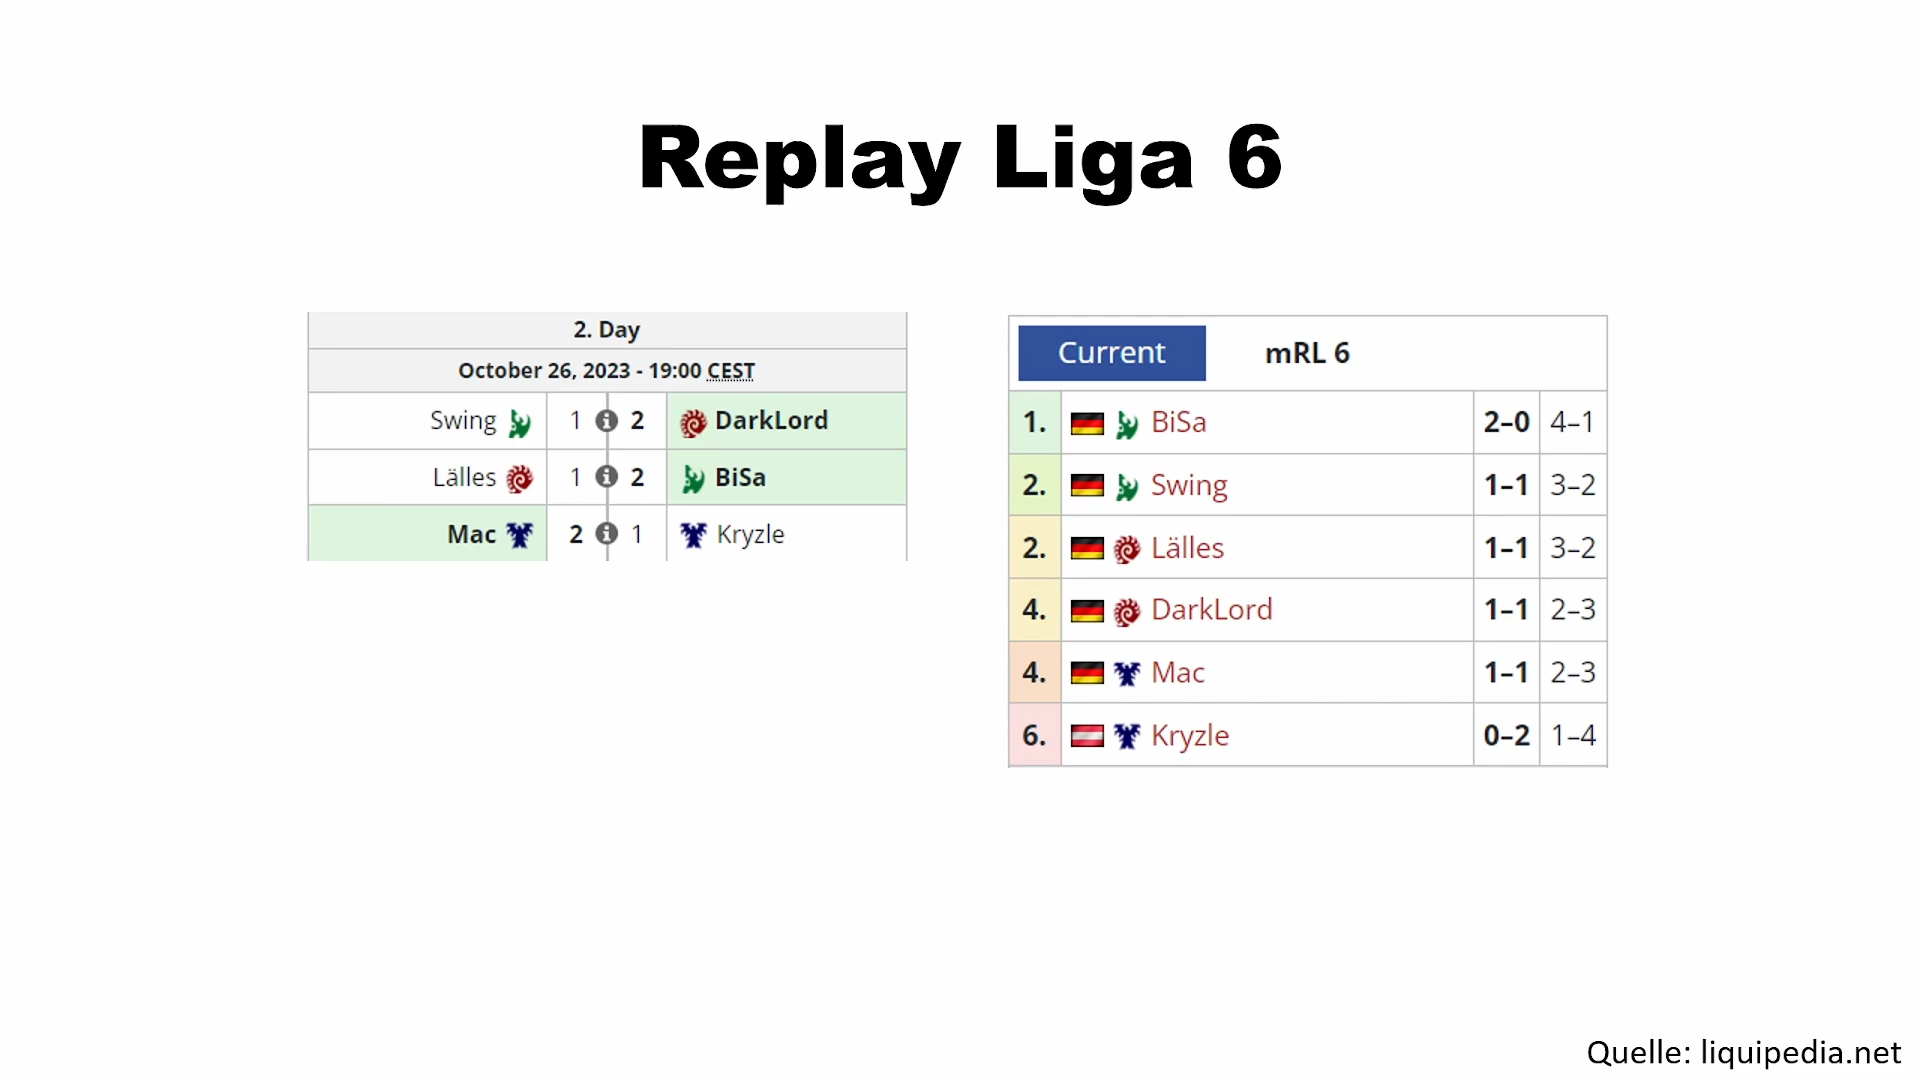 Replay Liga 6
2. Day
October 26, 2023 - 19:00 CEST
Swing 1 2 DarkLord
Lälles 1 2 BiSa
Mac 2 1 Kryzle
Current mRL 6
1. BiSa 2–0 4–1
2. Swing 1–1 3–2
2. Lälles 1–1 3–2
4. DarkLord 1–1 2–3
4. Mac 1–1 2–3
6. Kryzle 0–2 1–4
Quelle: liquipedia.net